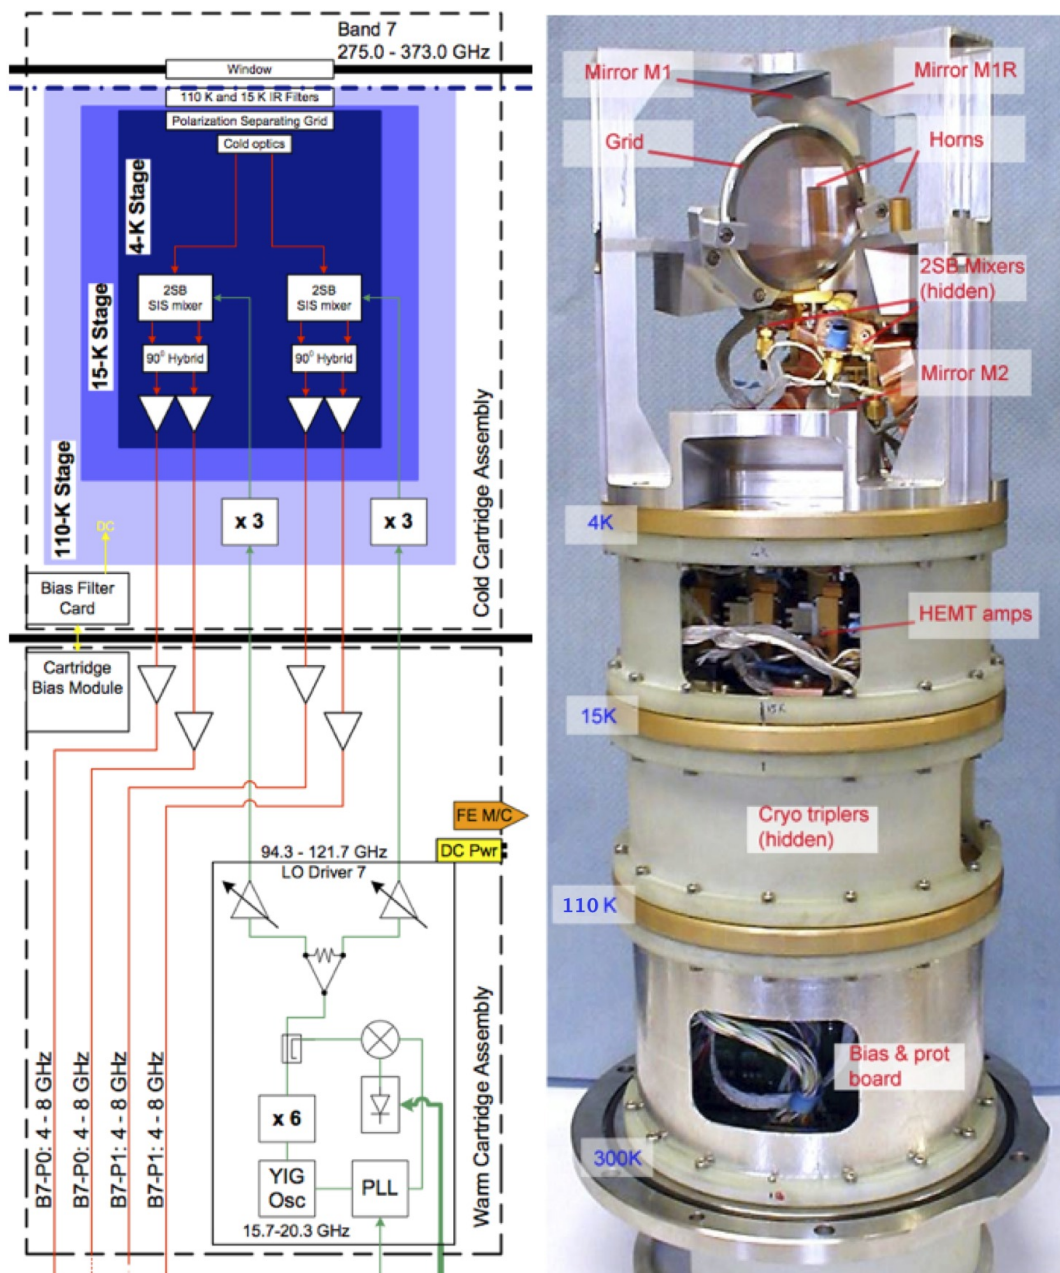 Band 7
275.0 - 373.0 GHz
Window
110 K and 15 K IR Filters
Polarization Separating Grid
Cold optics
4-K Stage
15-K Stage
110-K Stage
2SB
SIS mixer
2SB
SIS mixer
90⁰ Hybrid
90⁰ Hybrid
x 3
x 3
DC
Bias Filter
Card
Cold Cartridge Assembly
Cartridge
Bias Module
FE M/C
DC Pwr
94.3 - 121.7 GHz
LO Driver 7
x 6
YIG
Osc
PLL
15.7-20.3 GHz
B7-P0: 4 - 8 GHz
B7-P0: 4 - 8 GHz
B7-P1: 4 - 8 GHz
B7-P1: 4 - 8 GHz
Warm Cartridge Assembly
Mirror M1
Mirror M1R
Grid
Horns
2SB Mixers
(hidden)
Mirror M2
4K
HEMT amps
15K
15K
Cryo triplers
(hidden)
110 K
Bias & prot
board
300K